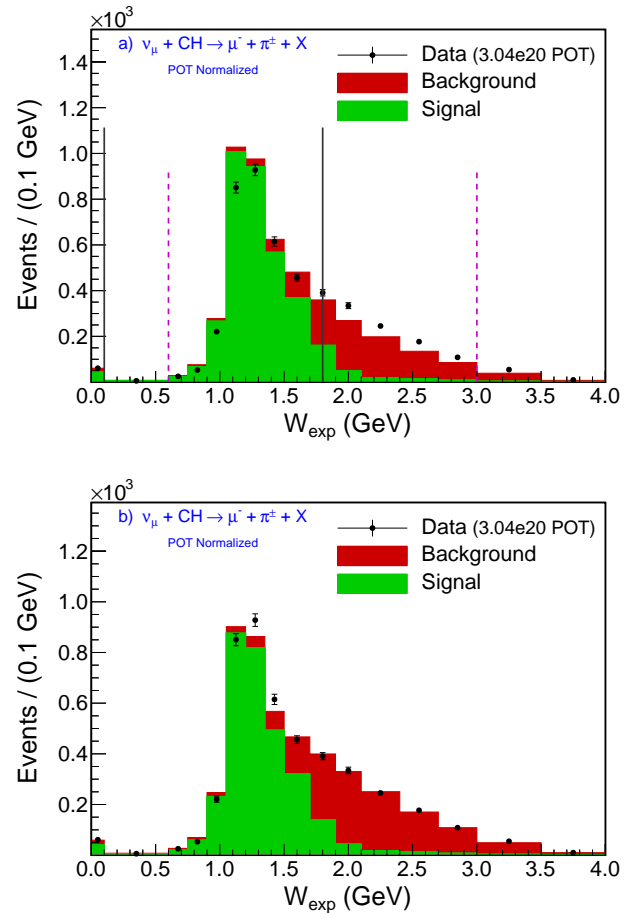 ×10³
a) νμ + CH → μ⁻ + π± + X
POT Normalized
Data (3.04e20 POT)
Background
Signal
1.4
1.2
1.0
0.8
0.6
0.4
0.2
Events / (0.1 GeV)
0.0 0.5 1.0 1.5 2.0 2.5 3.0 3.5 4.0
Wexp (GeV)
×10³
b) νμ + CH → μ⁻ + π± + X
POT Normalized
Data (3.04e20 POT)
Background
Signal
1.2
1.0
0.8
0.6
0.4
0.2
Events / (0.1 GeV)
0.0 0.5 1.0 1.5 2.0 2.5 3.0 3.5 4.0
Wexp (GeV)